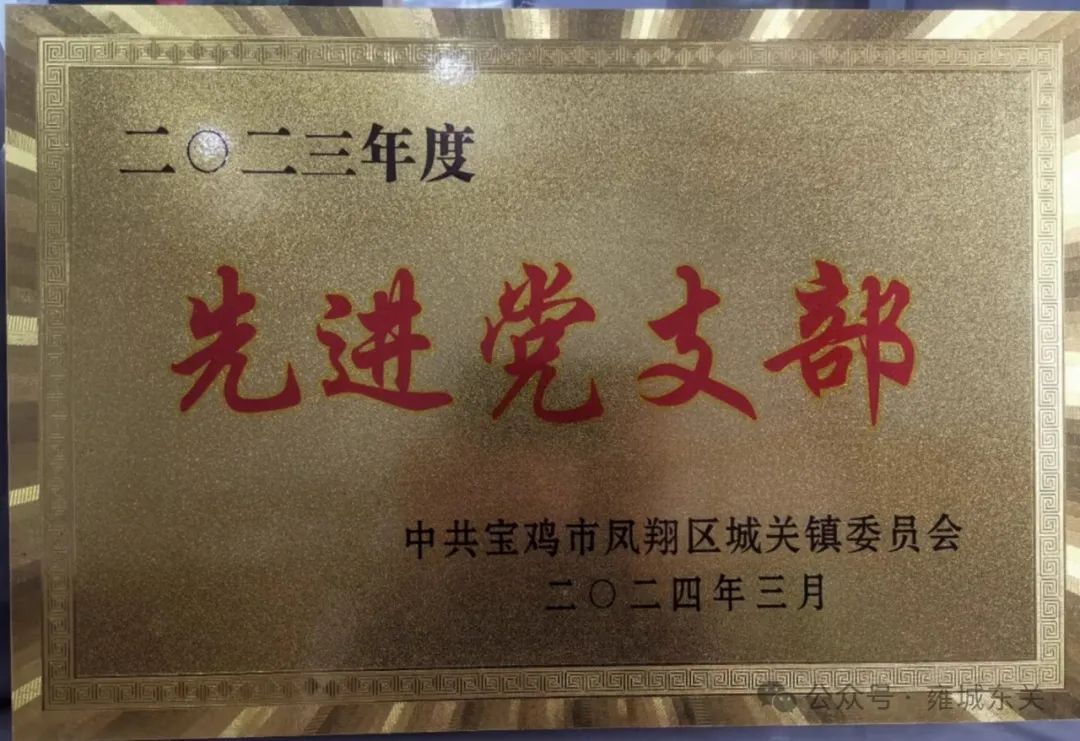 二〇二三年度
先进党支部
中共宝鸡市凤翔区城关镇委员会
二〇二四年三月
公众号·雍城东关